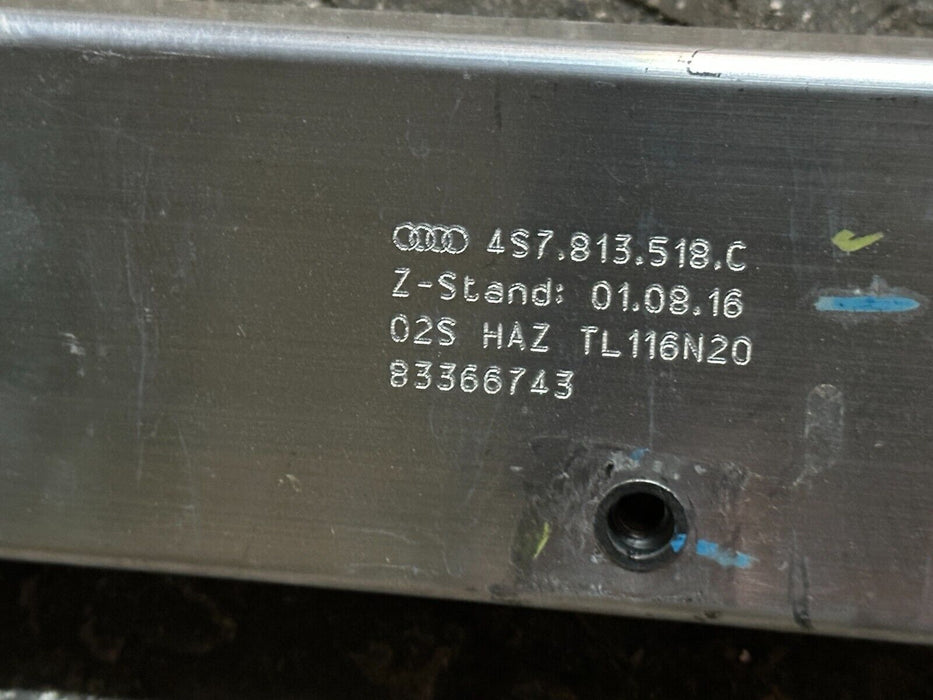 4S7.813.518.C
Z-Stand: 01.08.16
02S HAZ TL116N20
83366743